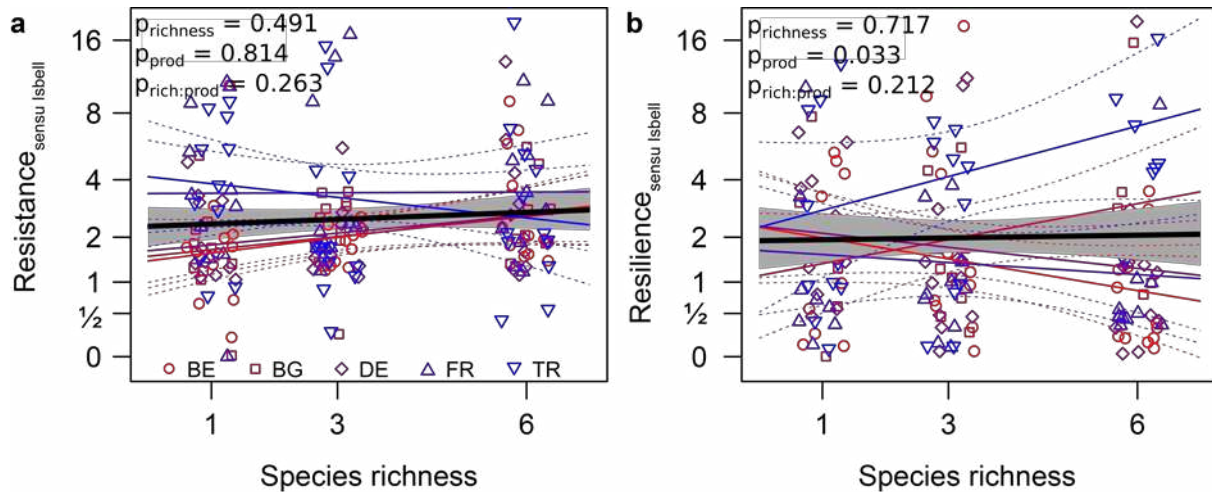 a
p richness = 0.491
p prod = 0.814
p rich:prod = 0.263
16
8
4
2
1
½
0
Resistance sensu Isbell
BE BG DE FR TR
1 3 6
Species richness
b
p richness = 0.717
p prod = 0.033
p rich:prod = 0.212
16
8
4
2
1
½
0
Resilience sensu Isbell
1 3 6
Species richness